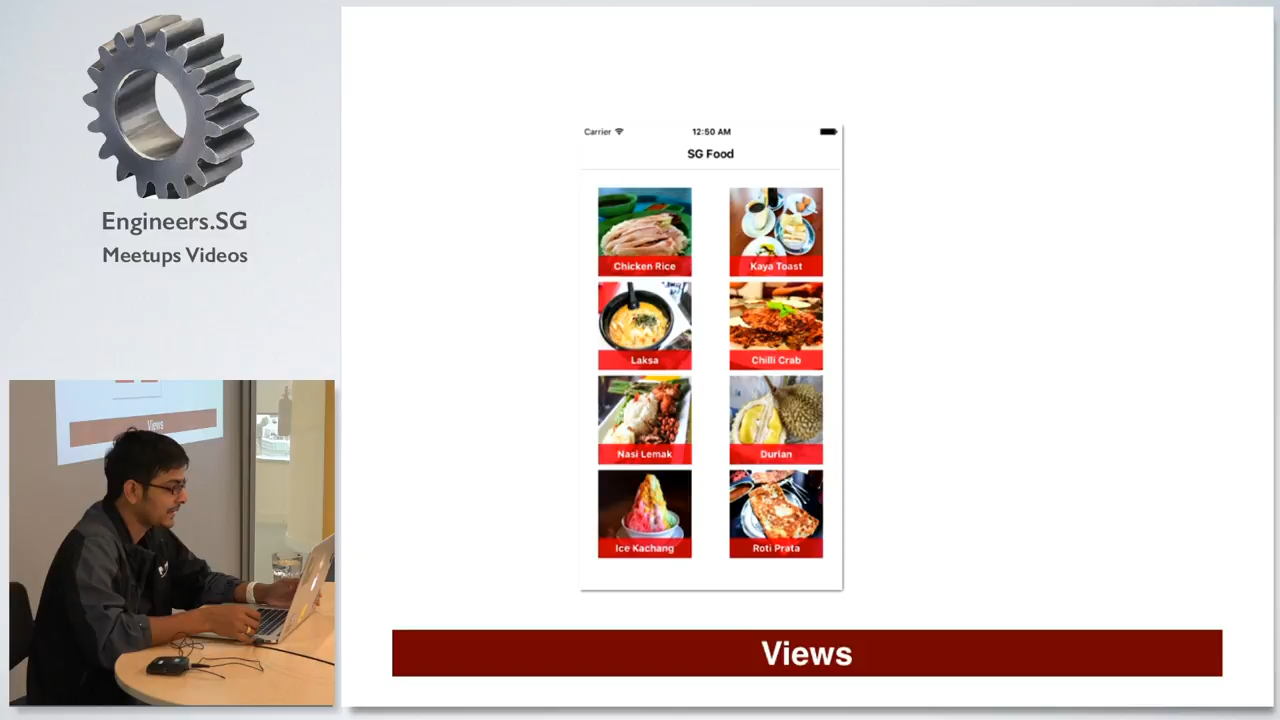 Engineers.SG
Meetups Videos
Views
Carrier
12:50 AM
SG Food
Chicken Rice
Kaya Toast
Laksa
Chilli Crab
Nasi Lemak
Durian
Ice Kachang
Roti Prata
Views